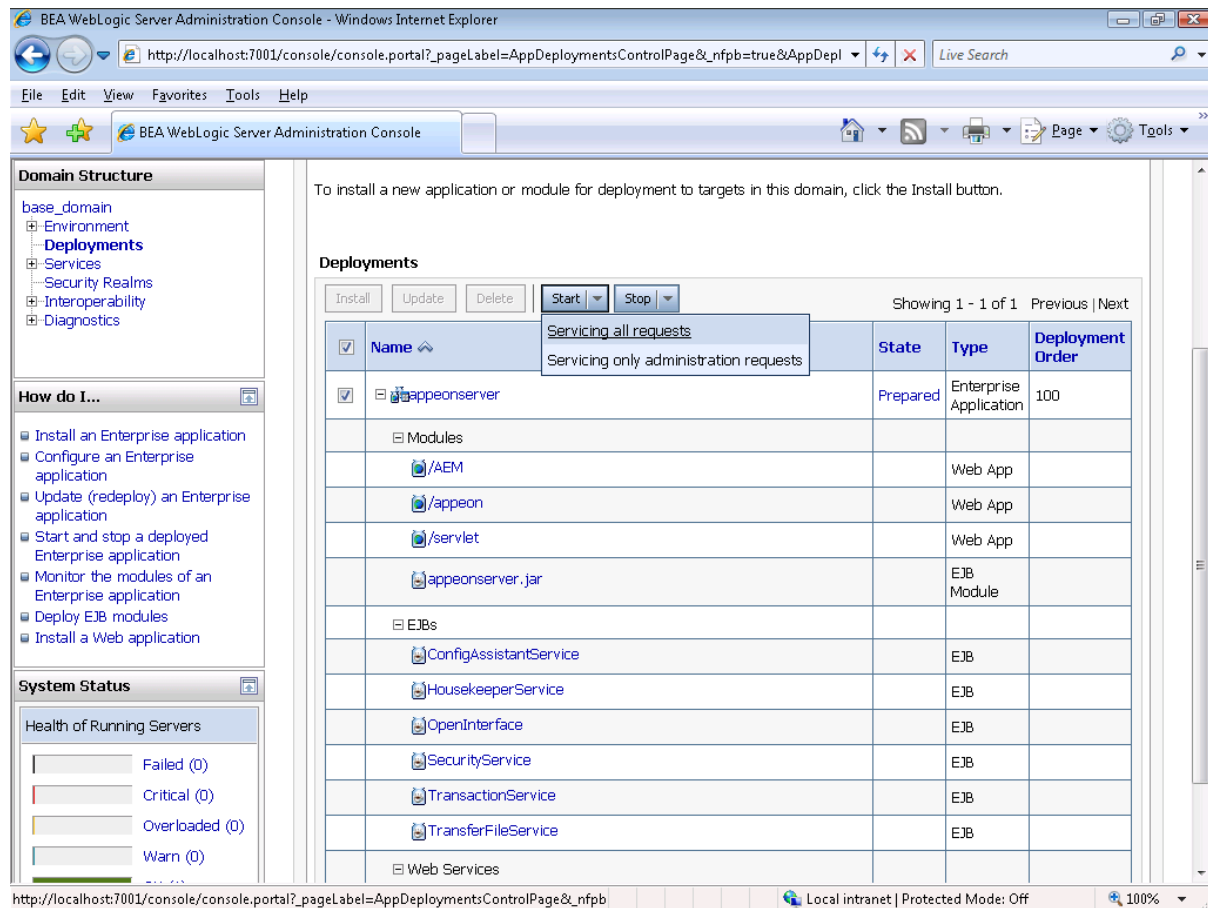 BEA WebLogic Server Administration Console - Windows Internet Explorer
http://localhost:7001/console/console.portal?_pageLabel=AppDeploymentsControlPage&_nfpb=true&AppDepl
Live Search
File Edit View Favorites Tools Help
BEA WebLogic Server Administration Console
Page Tools
Domain Structure
base_domain
Environment
Deployments
Services
Security Realms
Interoperability
Diagnostics
How do I...
Install an Enterprise application
Configure an Enterprise
application
Update (redeploy) an Enterprise
application
Start and stop a deployed
Enterprise application
Monitor the modules of an
Enterprise application
Deploy EJB modules
Install a Web application
System Status
Health of Running Servers
Failed (0)
Critical (0)
Overloaded (0)
Warn (0)
To install a new application or module for deployment to targets in this domain, click the Install button.
Deployments
Install Update Delete Start Stop Showing 1 - 1 of 1 Previous | Next
Servicing all requests
Servicing only administration requests
Name State Type Deployment
Order
appeonserver Prepared Enterprise
Application 100
Modules
/AEM Web App
/appeon Web App
/servlet Web App
appeonserver.jar EJB
Module
EJBs
ConfigAssistantService EJB
HousekeeperService EJB
OpenInterface EJB
SecurityService EJB
TransactionService EJB
TransferFileService EJB
Web Services
http://localhost:7001/console/console.portal?_pageLabel=AppDeploymentsControlPage&_nfpb Local intranet | Protected Mode: Off 100%